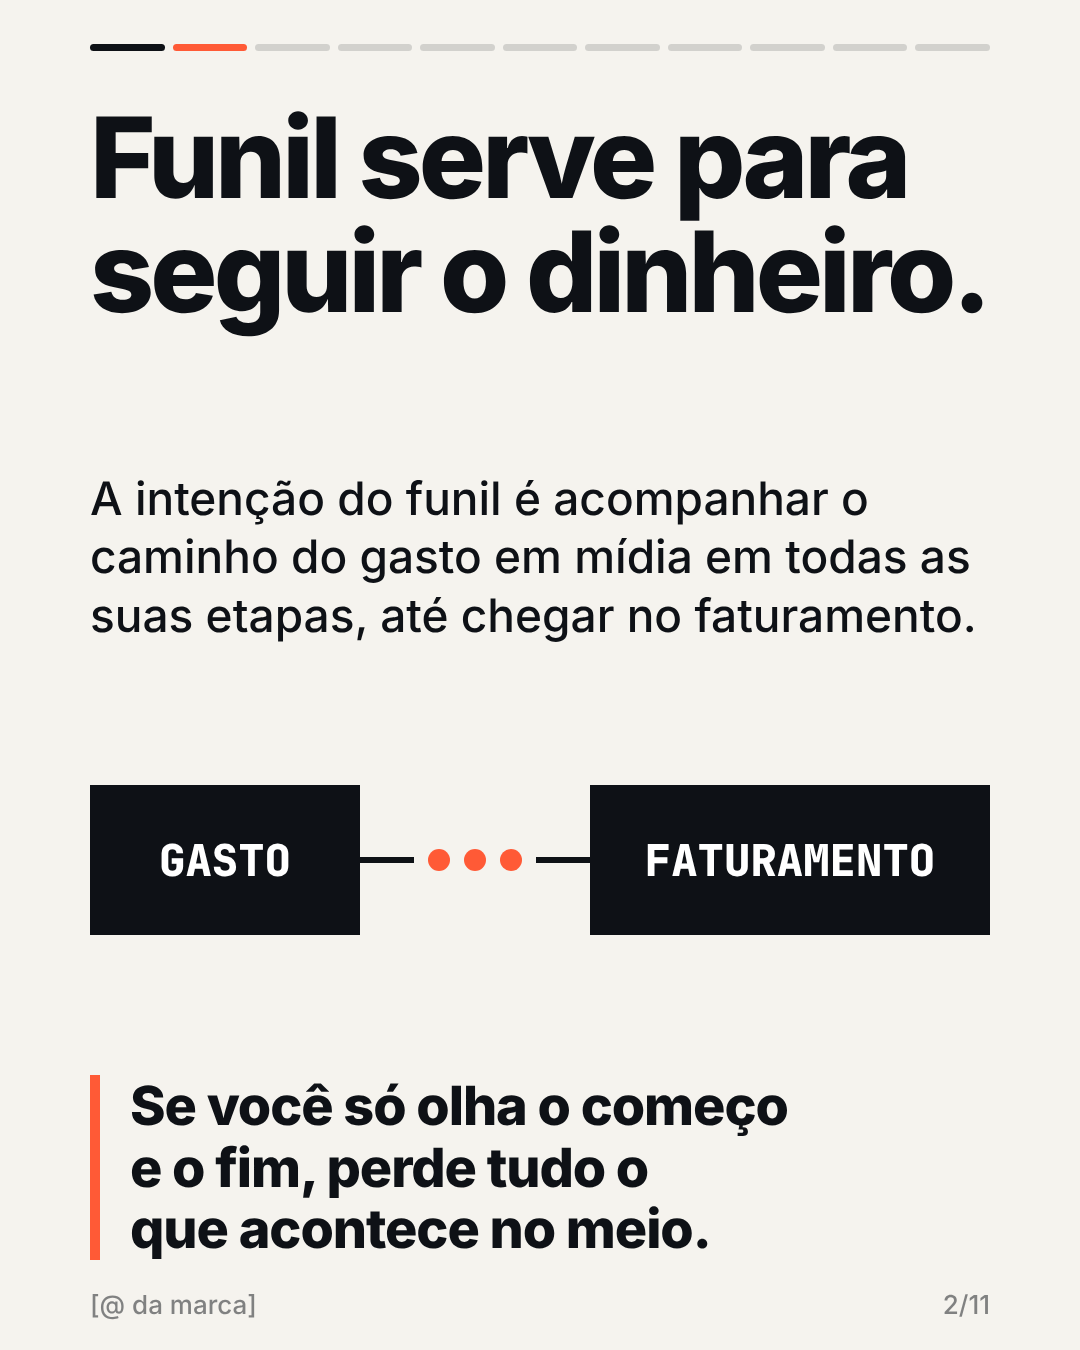 Funil serve para
seguir o dinheiro.
A intenção do funil é acompanhar o
caminho do gasto em mídia em todas as
suas etapas, até chegar no faturamento.
GASTO
FATURAMENTO
Se você só olha o começo
e o fim, perde tudo o
que acontece no meio.
[@ da marca]
2/11